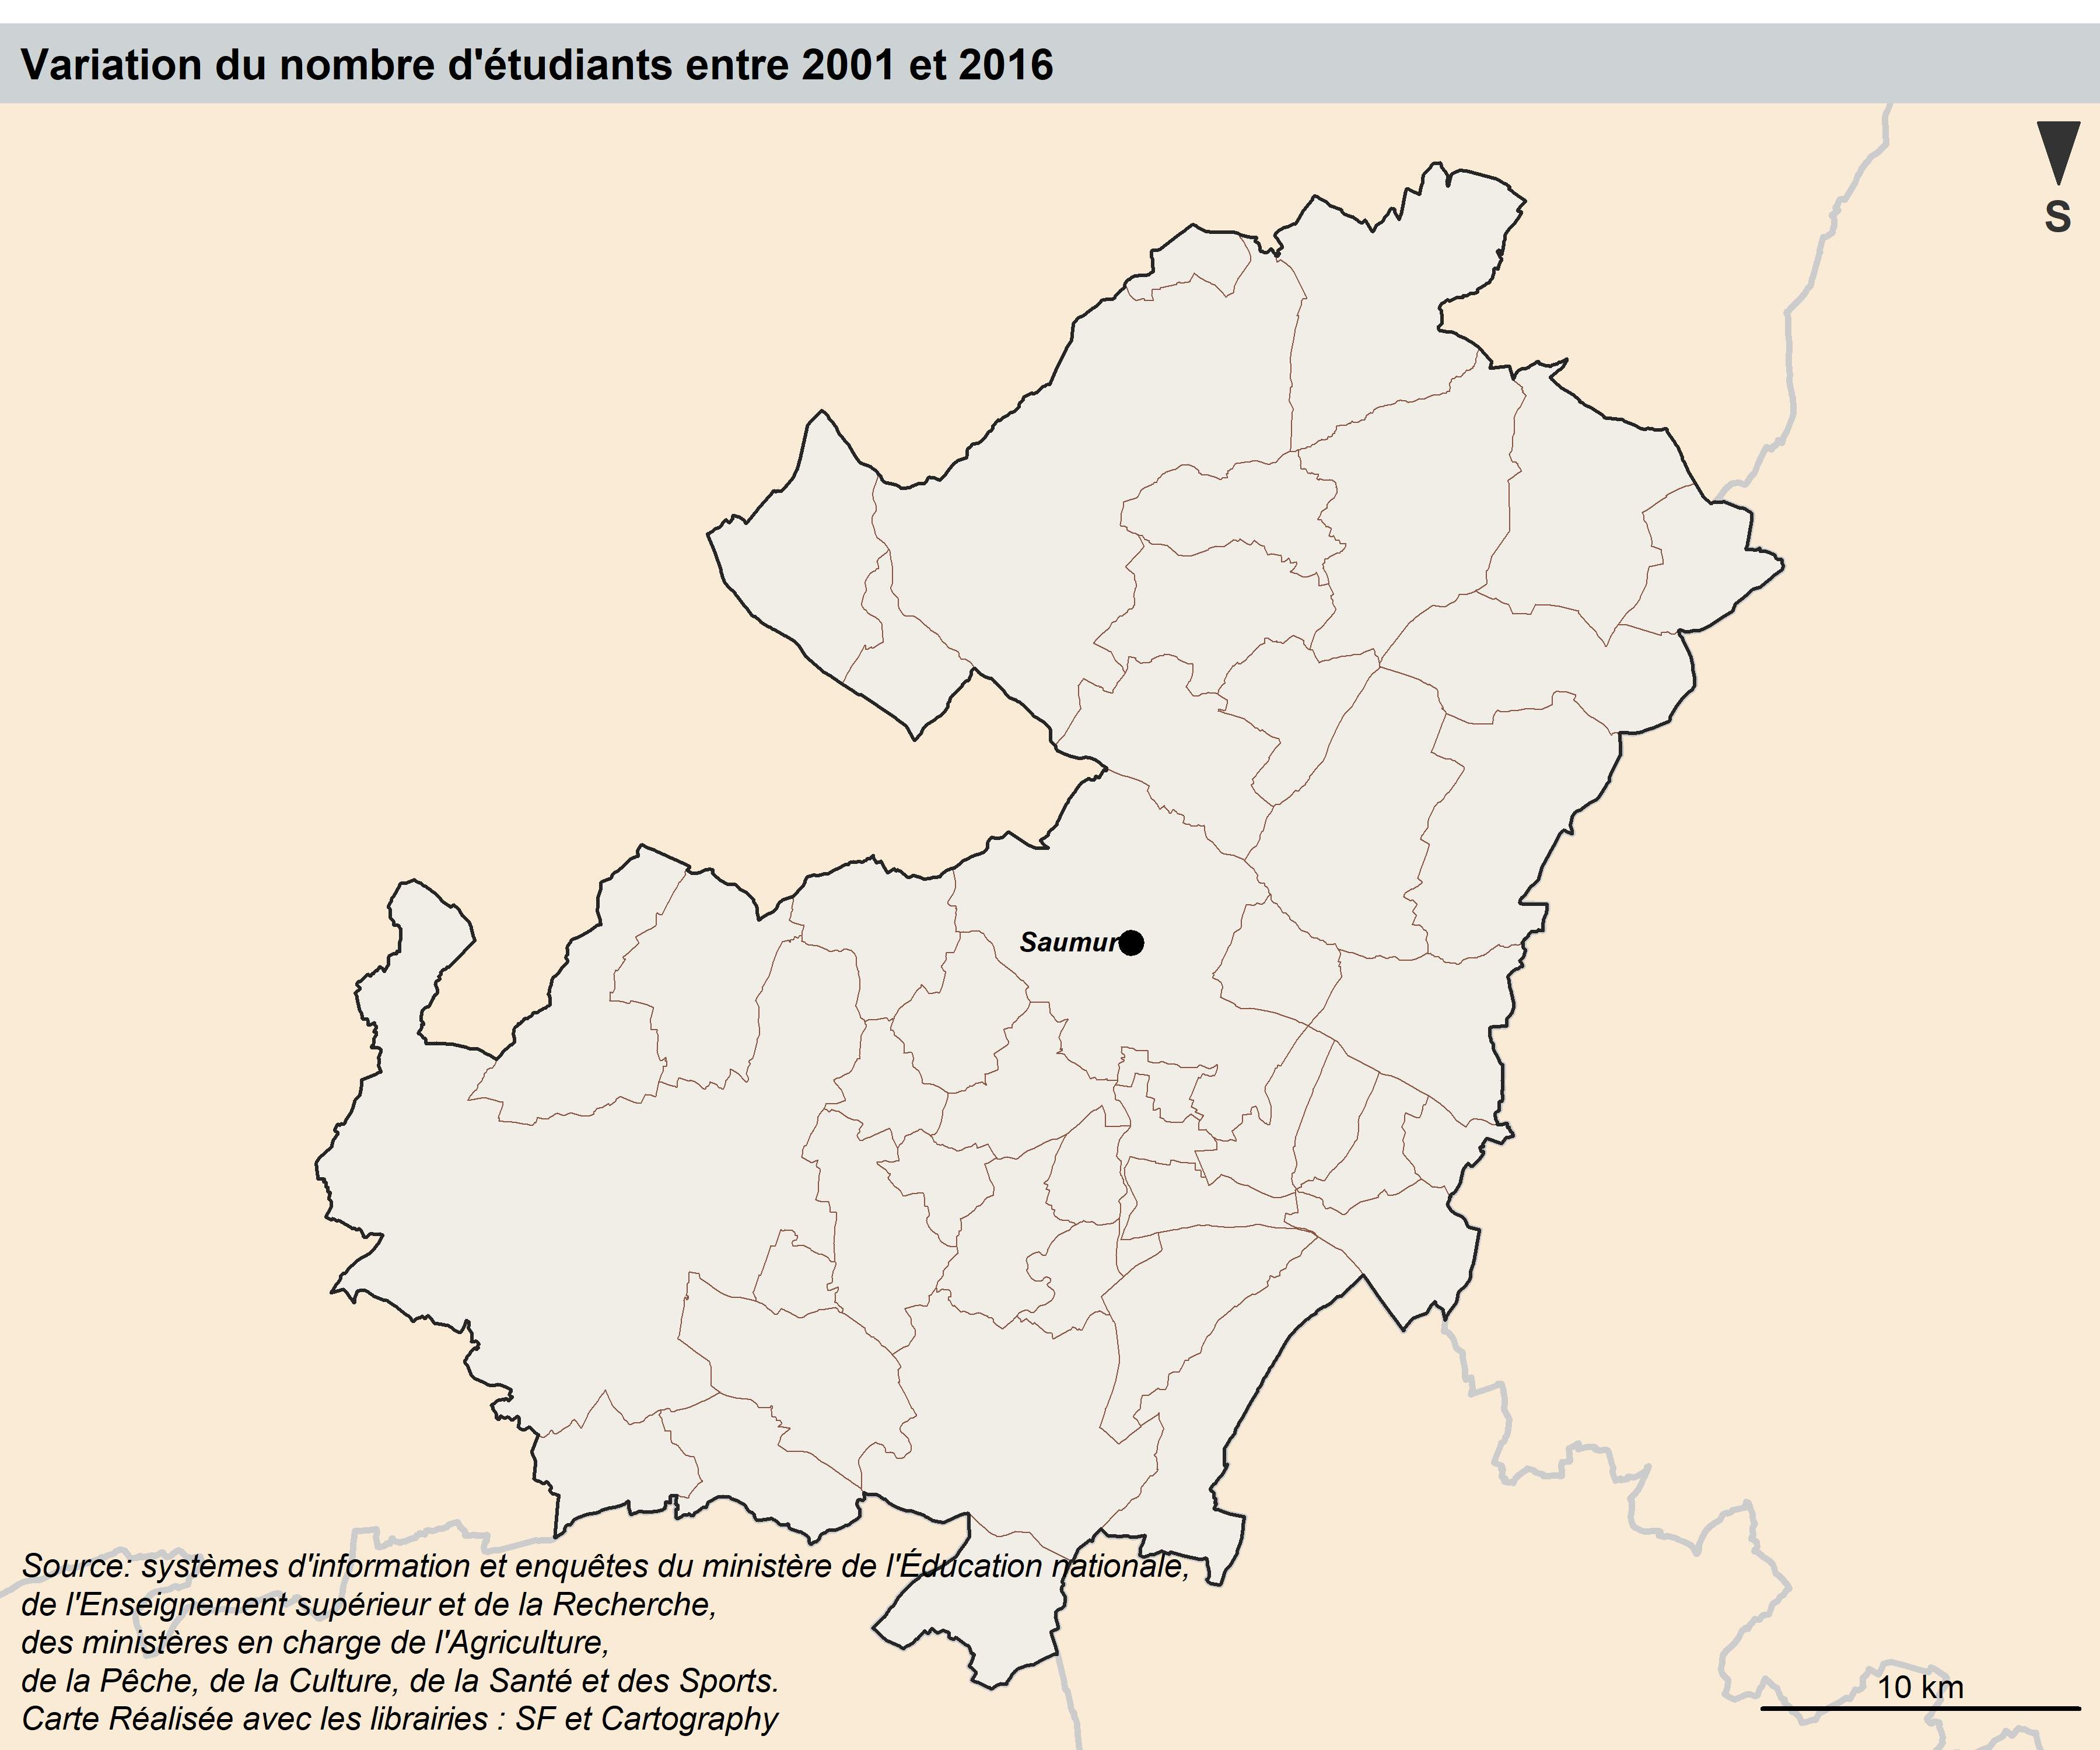 Variation du nombre d'étudiants entre 2001 et 2016
S
Saumur
Source: systèmes d'information et enquêtes du ministère de l'Éducation nationale,
de l'Enseignement supérieur et de la Recherche,
des ministères en charge de l'Agriculture,
de la Pêche, de la Culture, de la Santé et des Sports.
Carte Réalisée avec les librairies : SF et Cartography
10 km